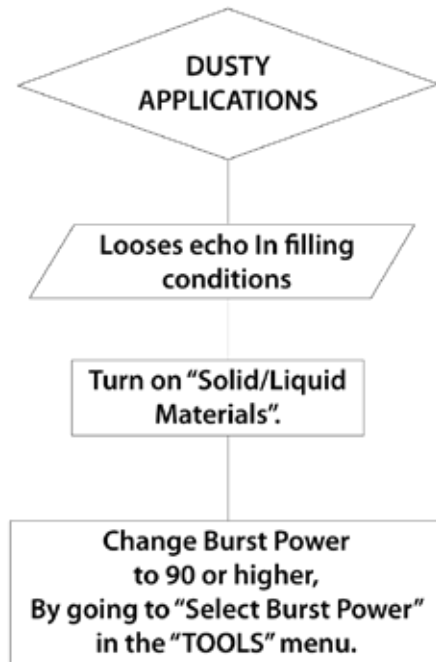 DUSTY
APPLICATIONS
Looses echo In filling
conditions
Turn on “Solid/Liquid
Materials”.
Change Burst Power
to 90 or higher,
By going to “Select Burst Power”
in the “TOOLS” menu.